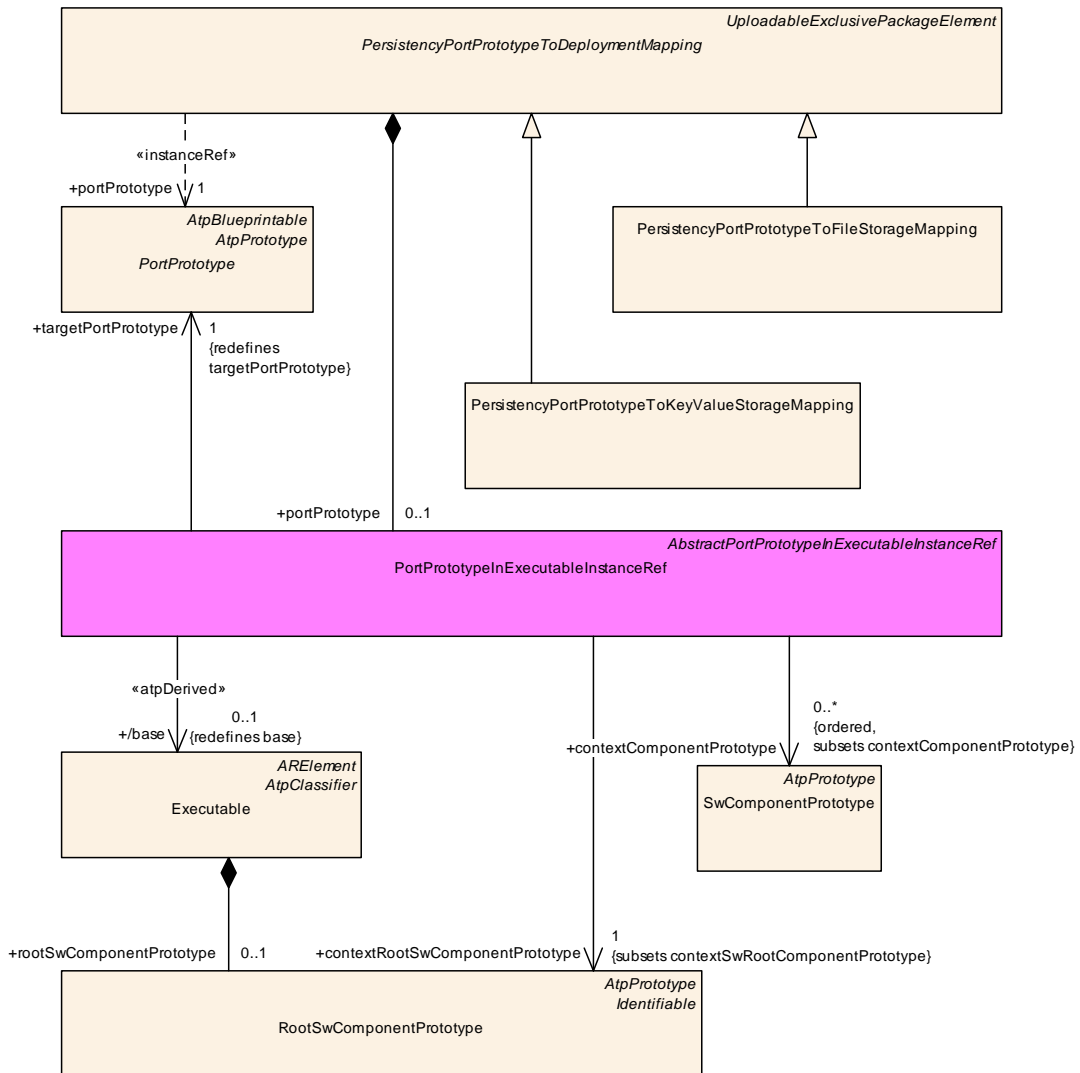 UploadableExclusivePackageElement
PersistencyPortPrototypeToDeploymentMapping
«instanceRef»
+portPrototype 1
AtpBlueprintable
AtpPrototype
PortPrototype
PersistencyPortPrototypeToFileStorageMapping
+targetPortPrototype 1
{redefines
targetPortPrototype}
PersistencyPortPrototypeToKeyValueStorageMapping
+portPrototype 0..1
AbstractPortPrototypeInExecutableInstanceRef
PortPrototypeInExecutableInstanceRef
«atpDerived»
0..1
+/base {redefines base}
0..*
{ordered,
subsets contextComponentPrototype}
+contextComponentPrototype
ARElement
AtpClassifier
Executable
AtpPrototype
SwComponentPrototype
+rootSwComponentPrototype 0..1
+contextRootSwComponentPrototype 1
{subsets contextSwRootComponentPrototype}
AtpPrototype
Identifiable
RootSwComponentPrototype